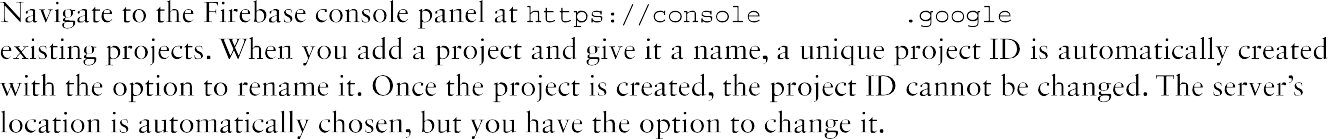 Navigate to the Firebase console panel at https://console .google
existing projects. When you add a project and give it a name, a unique project ID is automatically created
with the option to rename it. Once the project is created, the project ID cannot be changed. The server’s
location is automatically chosen, but you have the option to change it.